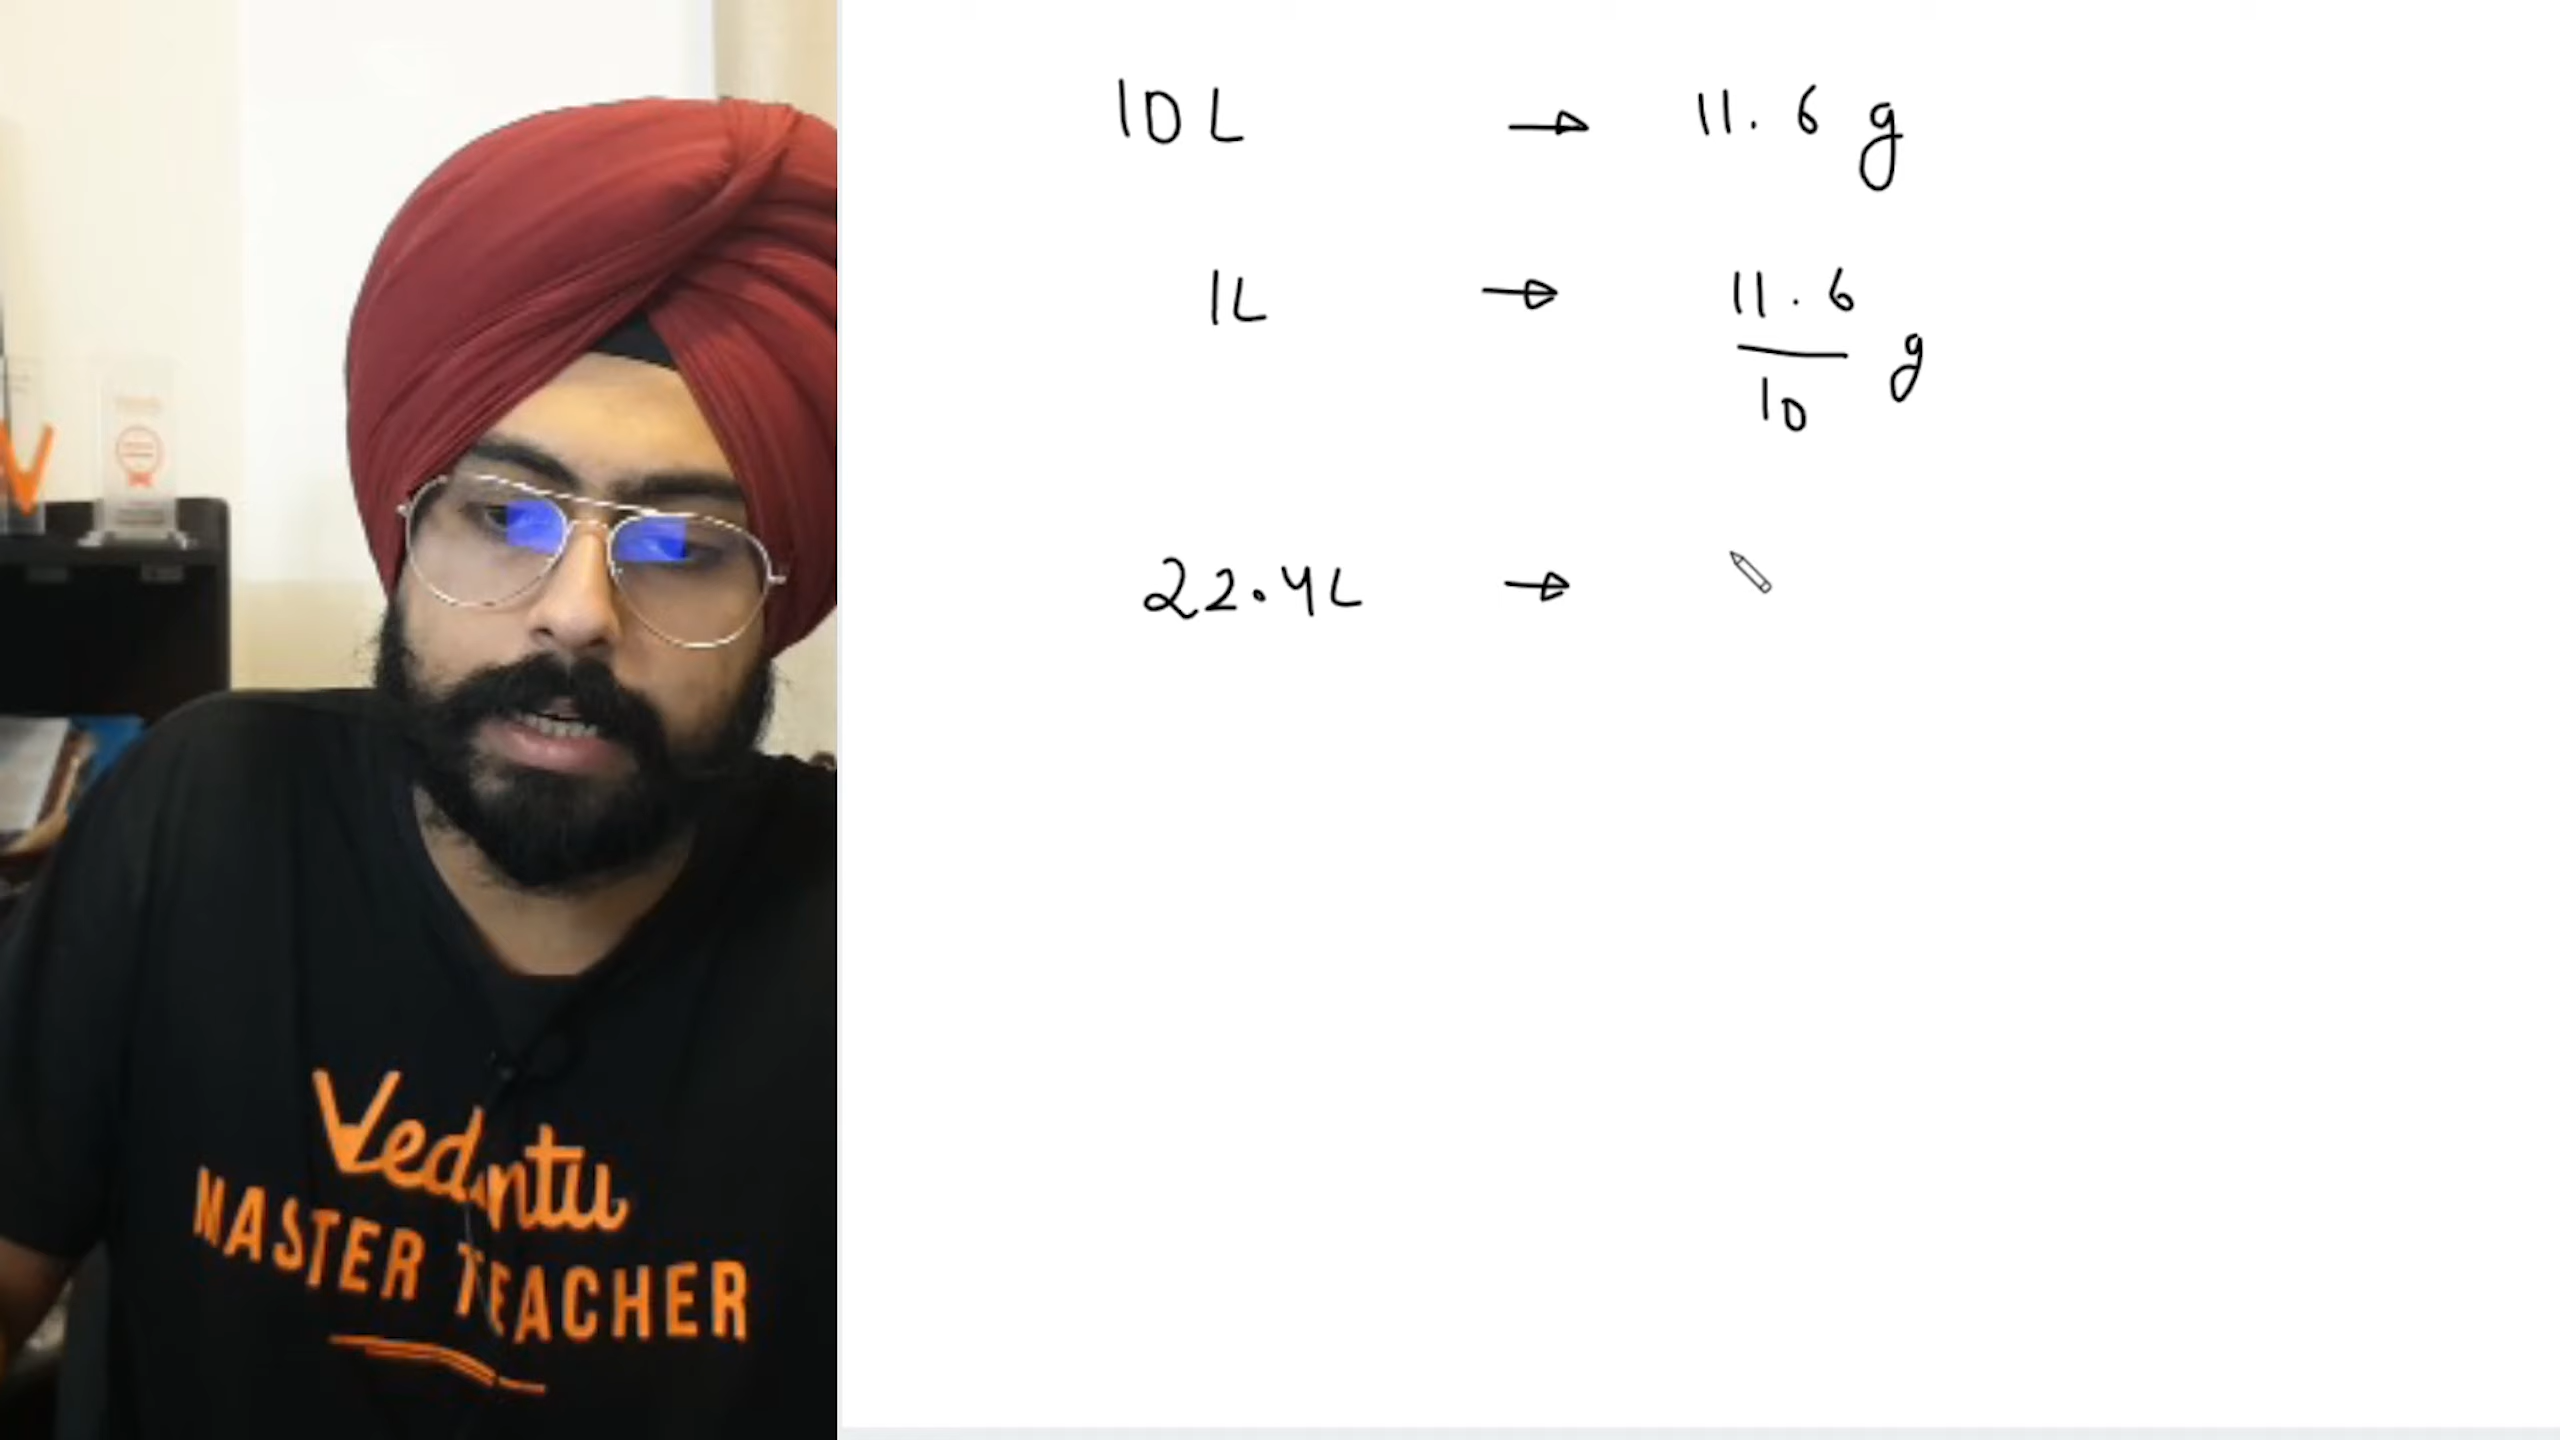 10 L → 11.6 g
1L → 11.6
10 g
22.4L →
Vedantu
MASTER TEACHER